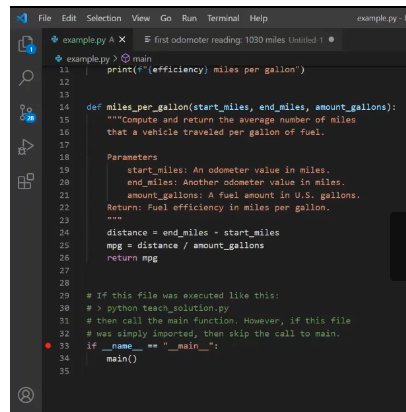 File Edit Selection View Go Run Terminal Help example.py -
example.py A X first odomoter reading: 1030 miles Untitled-1
example.py > main
11 print(f"{efficiency} miles per gallon")
12
13
14 def miles_per_gallon(start_miles, end_miles, amount_gallons):
15 """Compute and return the average number of miles
16 that a vehicle traveled per gallon of fuel.
17
18 Parameters
19 start_miles: An odometer value in miles.
20 end_miles: Another odometer value in miles.
21 amount_gallons: A fuel amount in U.S. gallons.
22 Return: Fuel efficiency in miles per gallon.
23 """
24 distance = end_miles - start_miles
25 mpg = distance / amount_gallons
26 return mpg
27
28
29 # If this file was executed like this:
30 # > python teach_solution.py
31 # then call the main function. However, if this file
32 # was simply imported, then skip the call to main.
33 if __name__ == "__main__":
34 main()
35
1
28